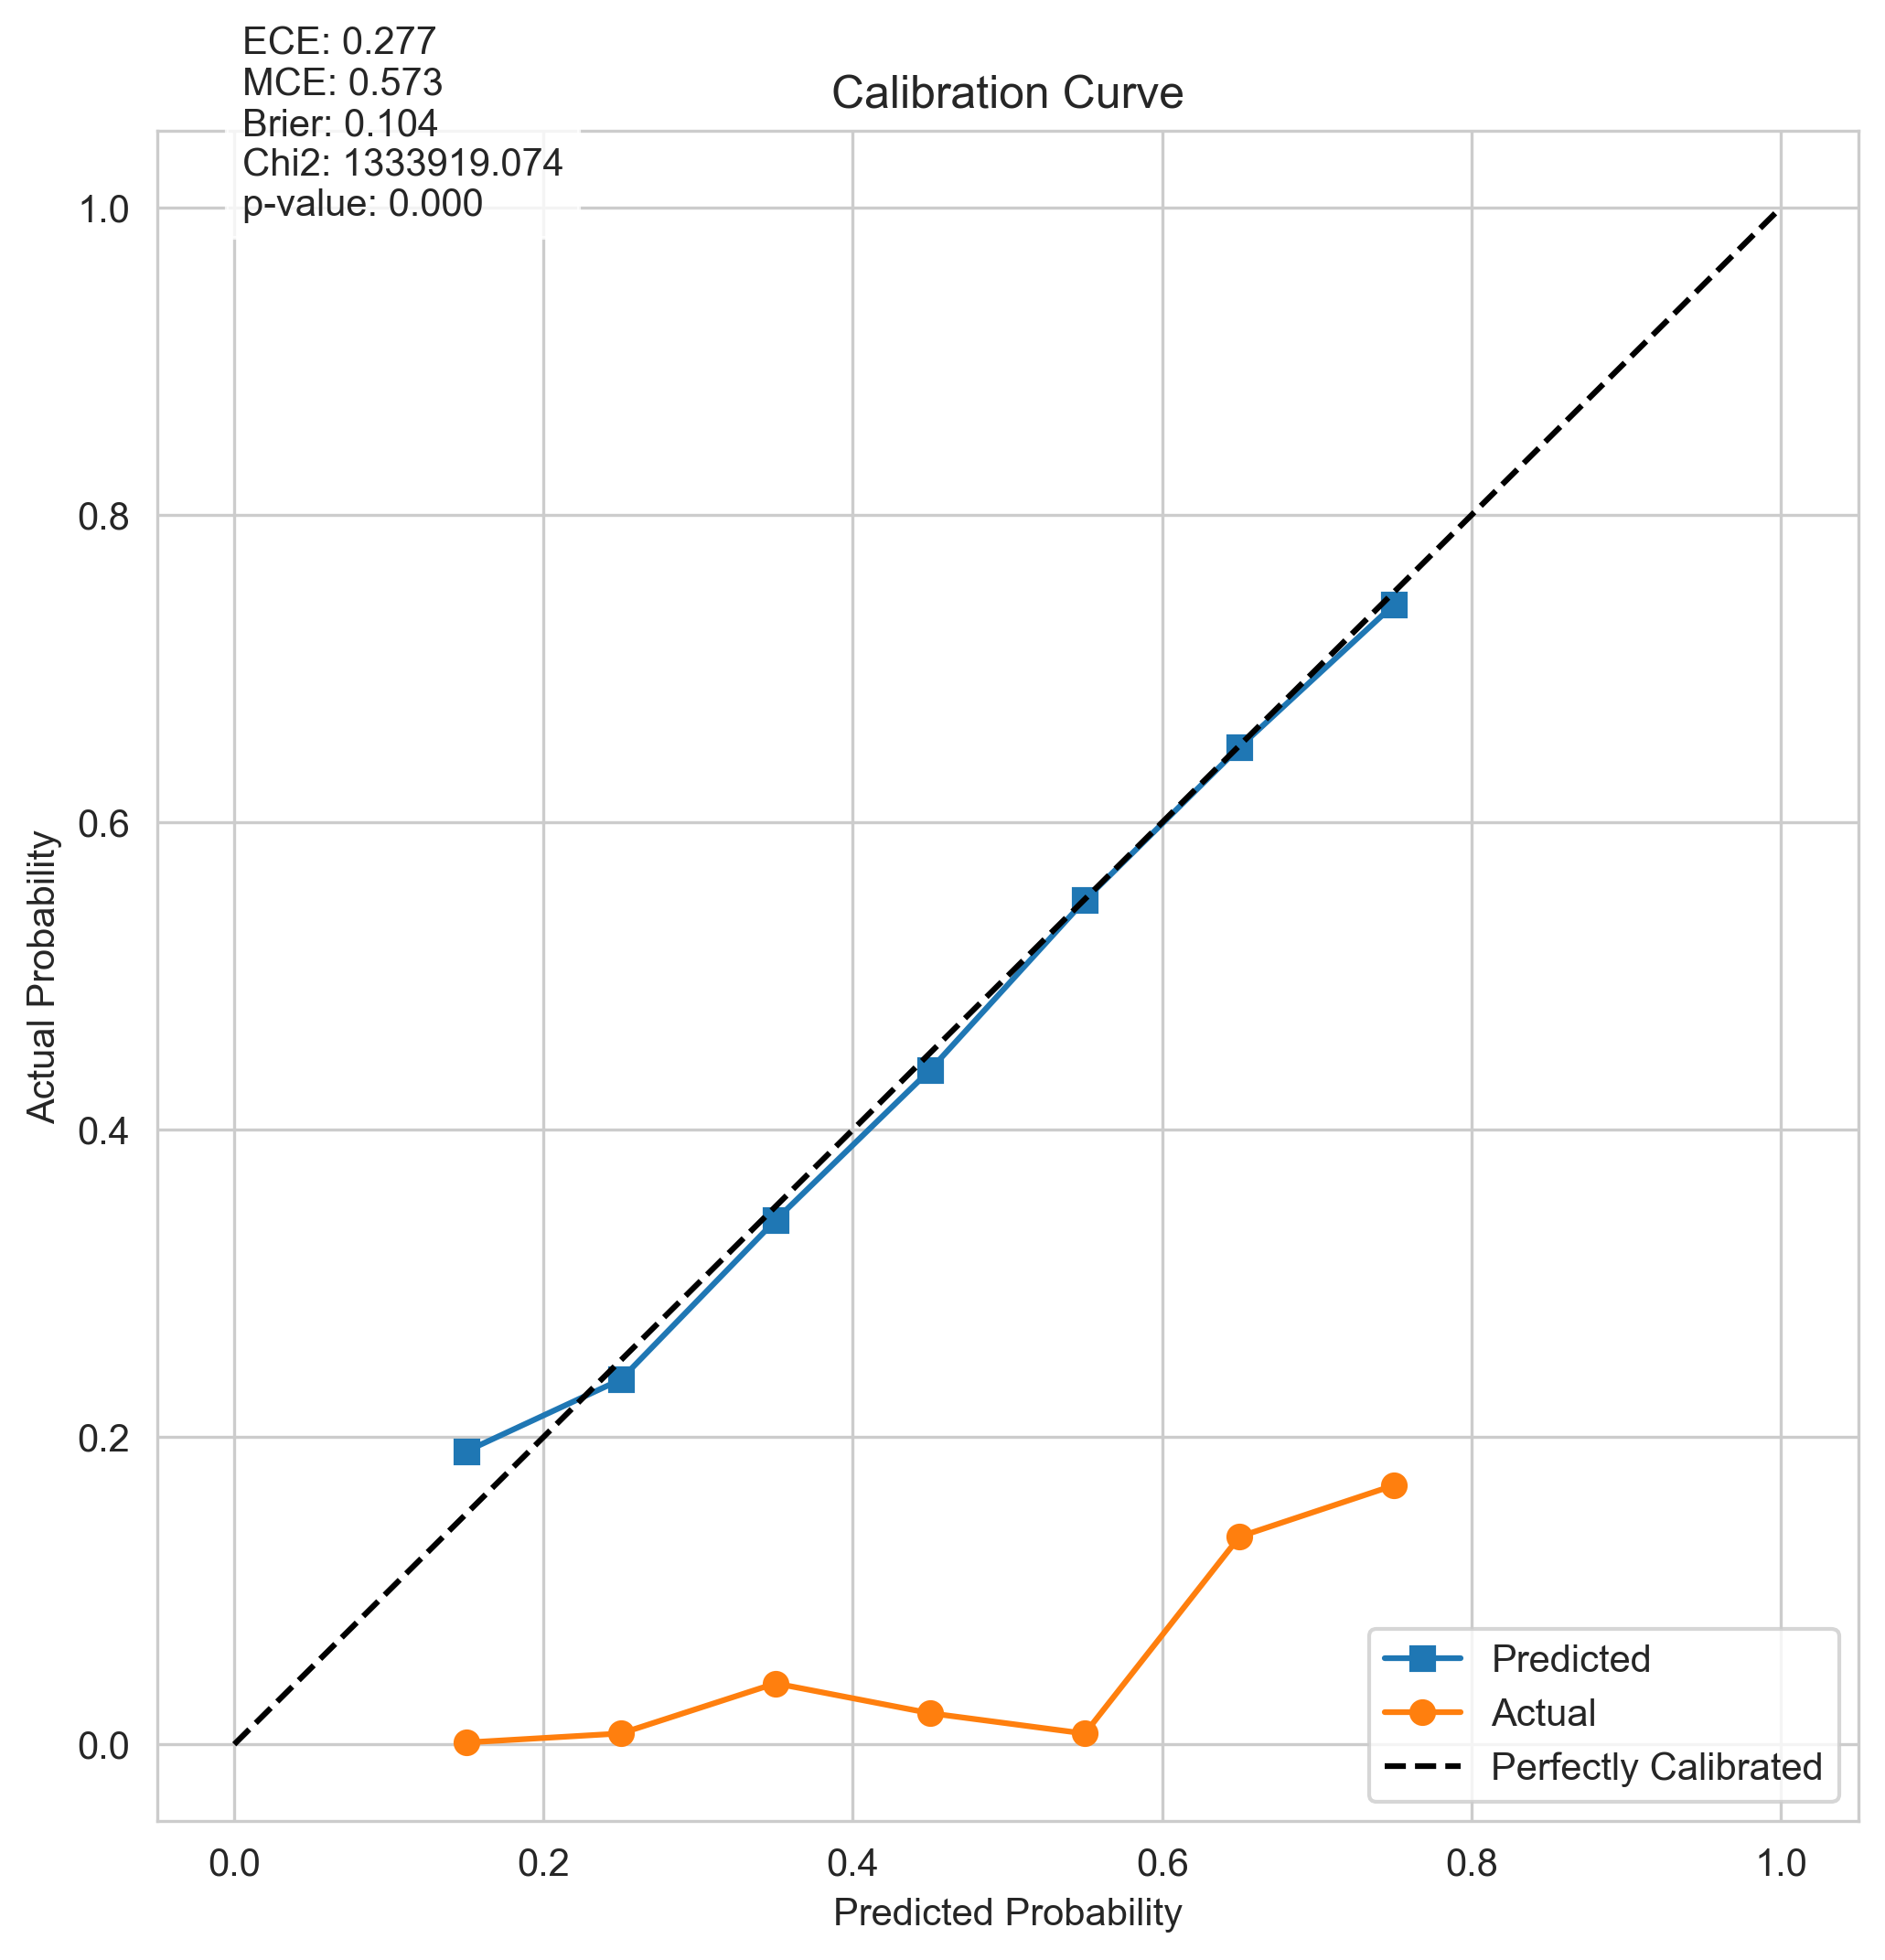 ECE: 0.277
MCE: 0.573
Brier: 0.104
Chi2: 1333919.074
p-value: 0.000
Calibration Curve
1.0
0.8
0.6
0.4
0.2
0.0
Actual Probability
Predicted
Actual
Perfectly Calibrated
0.0 0.2 0.4 0.6 0.8 1.0
Predicted Probability